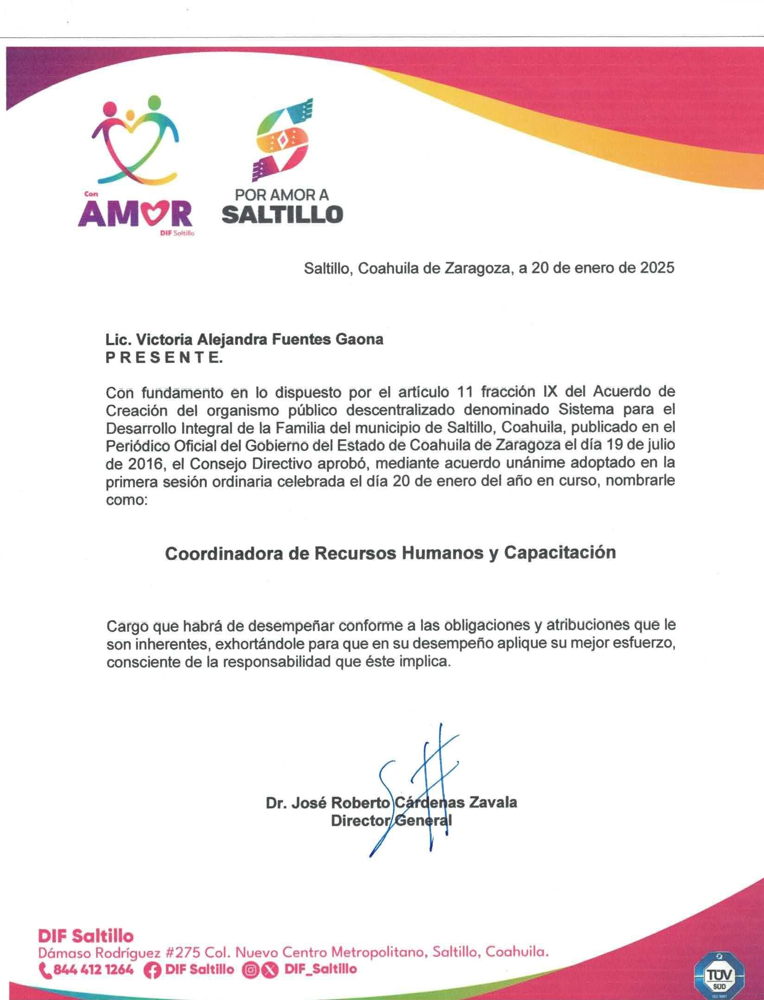 Con
AMOR
DIF Saltillo
POR AMOR A
SALTILLO
Saltillo, Coahuila de Zaragoza, a 20 de enero de 2025
Lic. Victoria Alejandra Fuentes Gaona
P R E S E N T E.
Con fundamento en lo dispuesto por el artículo 11 fracción IX del Acuerdo de
Creación del organismo público descentralizado denominado Sistema para el
Desarrollo Integral de la Familia del municipio de Saltillo, Coahuila, publicado en el
Periódico Oficial del Gobierno del Estado de Coahuila de Zaragoza el día 19 de julio
de 2016, el Consejo Directivo aprobó, mediante acuerdo unánime adoptado en la
primera sesión ordinaria celebrada el día 20 de enero del año en curso, nombrarle
como:
Coordinadora de Recursos Humanos y Capacitación
Cargo que habrá de desempeñar conforme a las obligaciones y atribuciones que le
son inherentes, exhortándole para que en su desempeño aplique su mejor esfuerzo,
consciente de la responsabilidad que éste implica.
Dr. José Roberto Cárdenas Zavala
Director General
DIF Saltillo
Dámaso Rodríguez #275 Col. Nuevo Centro Metropolitano, Saltillo, Coahuila.
844 412 1264 DIF Saltillo DIF_Saltillo
TÜV
SÜD
ISO 9001